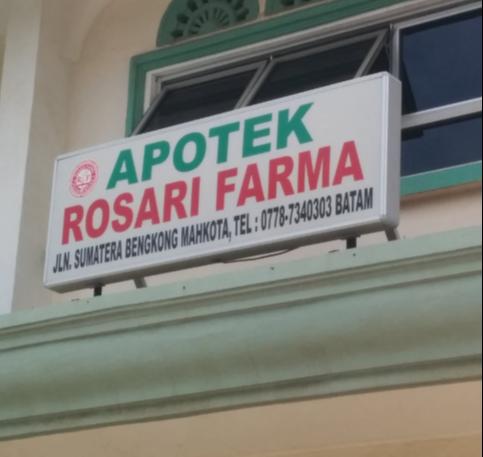 APOTEK
ROSARI FARMA
JLN. SUMATERA BENGKONG MAHKOTA, TEL : 0778-7340303 BATAM